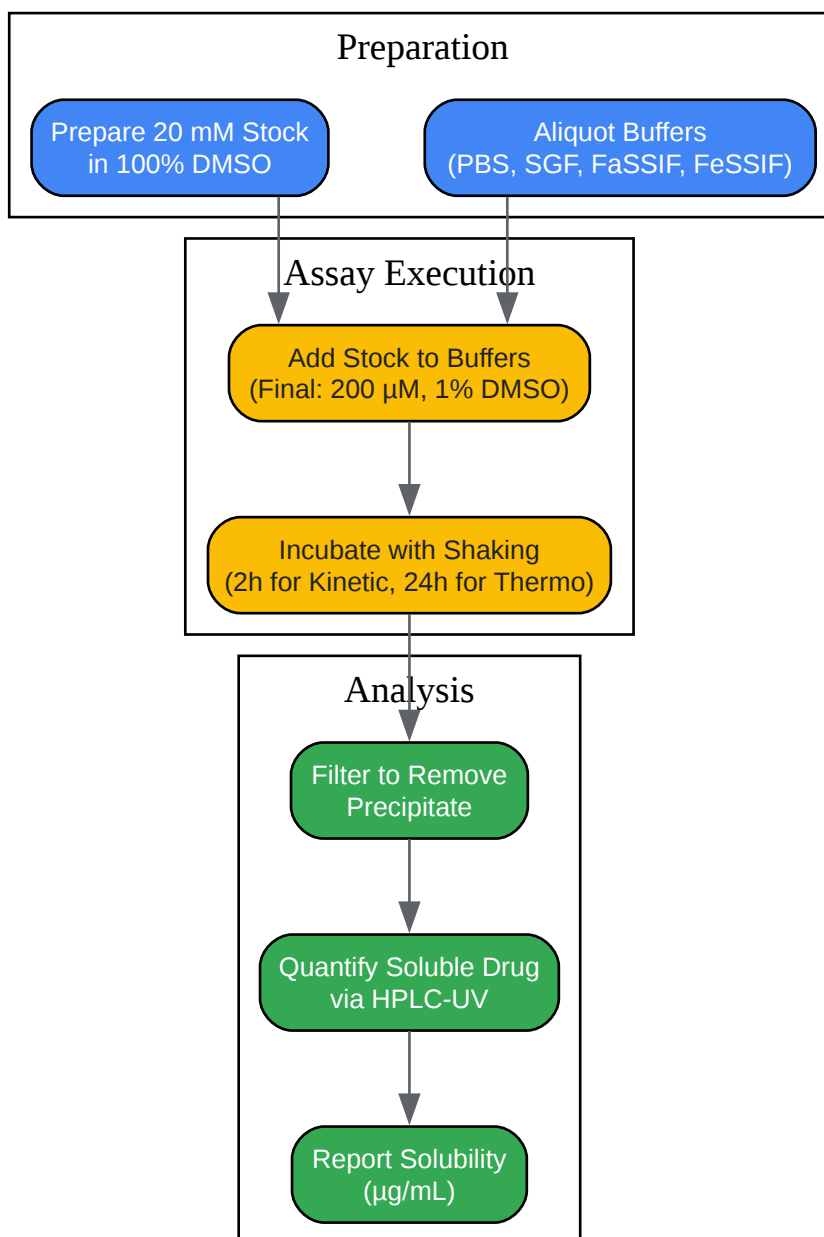 Preparation
Prepare 20 mM Stock
in 100% DMSO
Aliquot Buffers
(PBS, SGF, FaSSIF, FeSSIF)
Assay Execution
Add Stock to Buffers
(Final: 200 µM, 1% DMSO)
Incubate with Shaking
(2h for Kinetic, 24h for Thermo)
Analysis
Filter to Remove
Precipitate
Quantify Soluble Drug
via HPLC-UV
Report Solubility
(µg/mL)